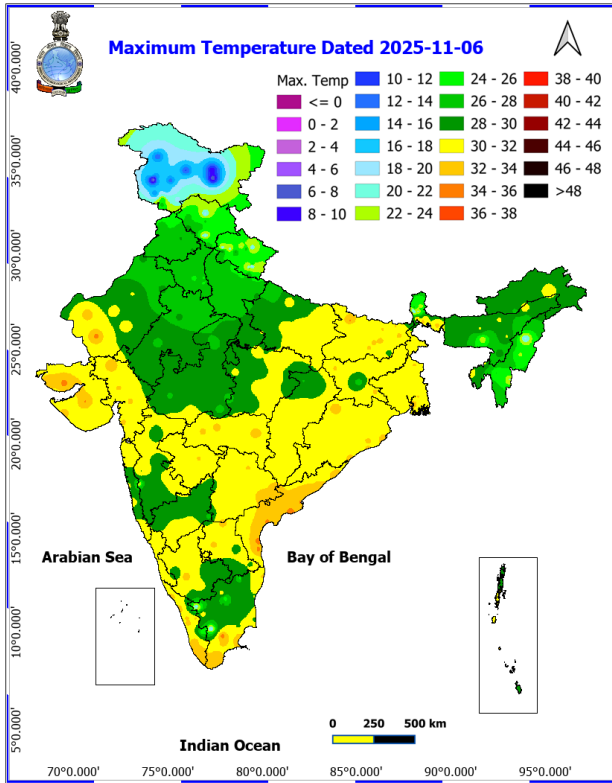 Maximum Temperature Dated 2025-11-06
Max. Temp
<= 0
0 - 2
2 - 4
4 - 6
6 - 8
8 - 10
10 - 12
12 - 14
14 - 16
16 - 18
18 - 20
20 - 22
22 - 24
24 - 26
26 - 28
28 - 30
30 - 32
32 - 34
34 - 36
36 - 38
38 - 40
40 - 42
42 - 44
44 - 46
46 - 48
>48
40°0.000'
35°0.000'
30°0.000'
25°0.000'
20°0.000'
15°0.000'
10°0.000'
5°0.000'
Arabian Sea
Bay of Bengal
Indian Ocean
0 250 500 km
70°0.000' 75°0.000' 80°0.000' 85°0.000' 90°0.000' 95°0.000'